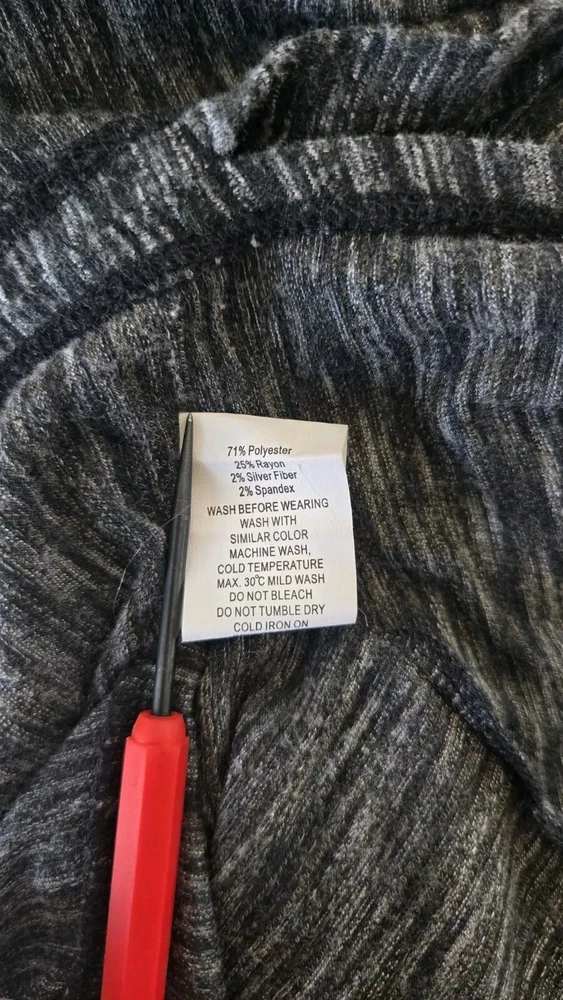 71% Polyester
25% Rayon
2% Silver Fiber
2% Spandex
WASH BEFORE WEARING
WASH WITH
SIMILAR COLOR
MACHINE WASH,
COLD TEMPERATURE
MAX. 30℃ MILD WASH
DO NOT BLEACH
DO NOT TUMBLE DRY
COLD IRON ON